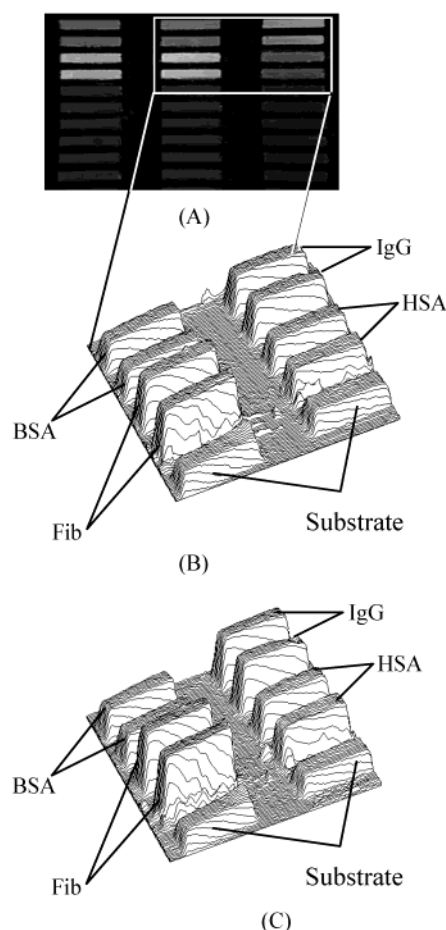 (A)
IgG
HSA
BSA
Fib
Substrate
(B)
IgG
HSA
BSA
Fib
Substrate
(C)